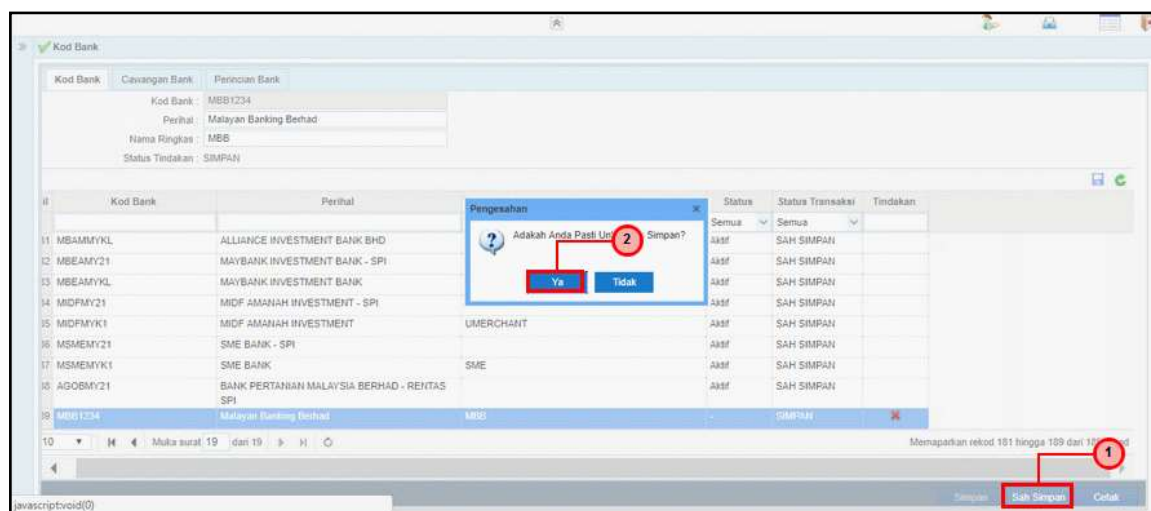 Kod Bank
Kod Bank Cawangan Bank Perincian Bank
Kod Bank : MBB1234
Perihal : Malayan Banking Berhad
Nama Ringkas : MBB
Status Tindakan : SIMPAN
Kod Bank Perihal Status Status Transaksi Tindakan
Semua Semua
Pengesahan
Adakah Anda Pasti Simpan?
2
Ya Tidak
MBAMMYKL ALLIANCE INVESTMENT BANK BHD Aktif SAH SIMPAN
MBEAMY21 MAYBANK INVESTMENT BANK - SPI Aktif SAH SIMPAN
MBEAMYKL MAYBANK INVESTMENT BANK Aktif SAH SIMPAN
MIDFMY21 MIDF AMANAH INVESTMENT - SPI Aktif SAH SIMPAN
MIDFMYK1 MIDF AMANAH INVESTMENT UMERCHANT Aktif SAH SIMPAN
MSMEMY21 SME BANK - SPI Aktif SAH SIMPAN
MSMEMYK1 SME BANK SME Aktif SAH SIMPAN
AGOBMY21 BANK PERTANIAN MALAYSIA BERHAD - RENTAS SPI Aktif SAH SIMPAN
MBB1234 Malayan Banking Berhad MBB - SIMPAN
10 Muka surat 19 dari 19 Memaparkan rekod 181 hingga 189 dari
1
Simpan Sah Simpan Cetak
javascript:void(0)